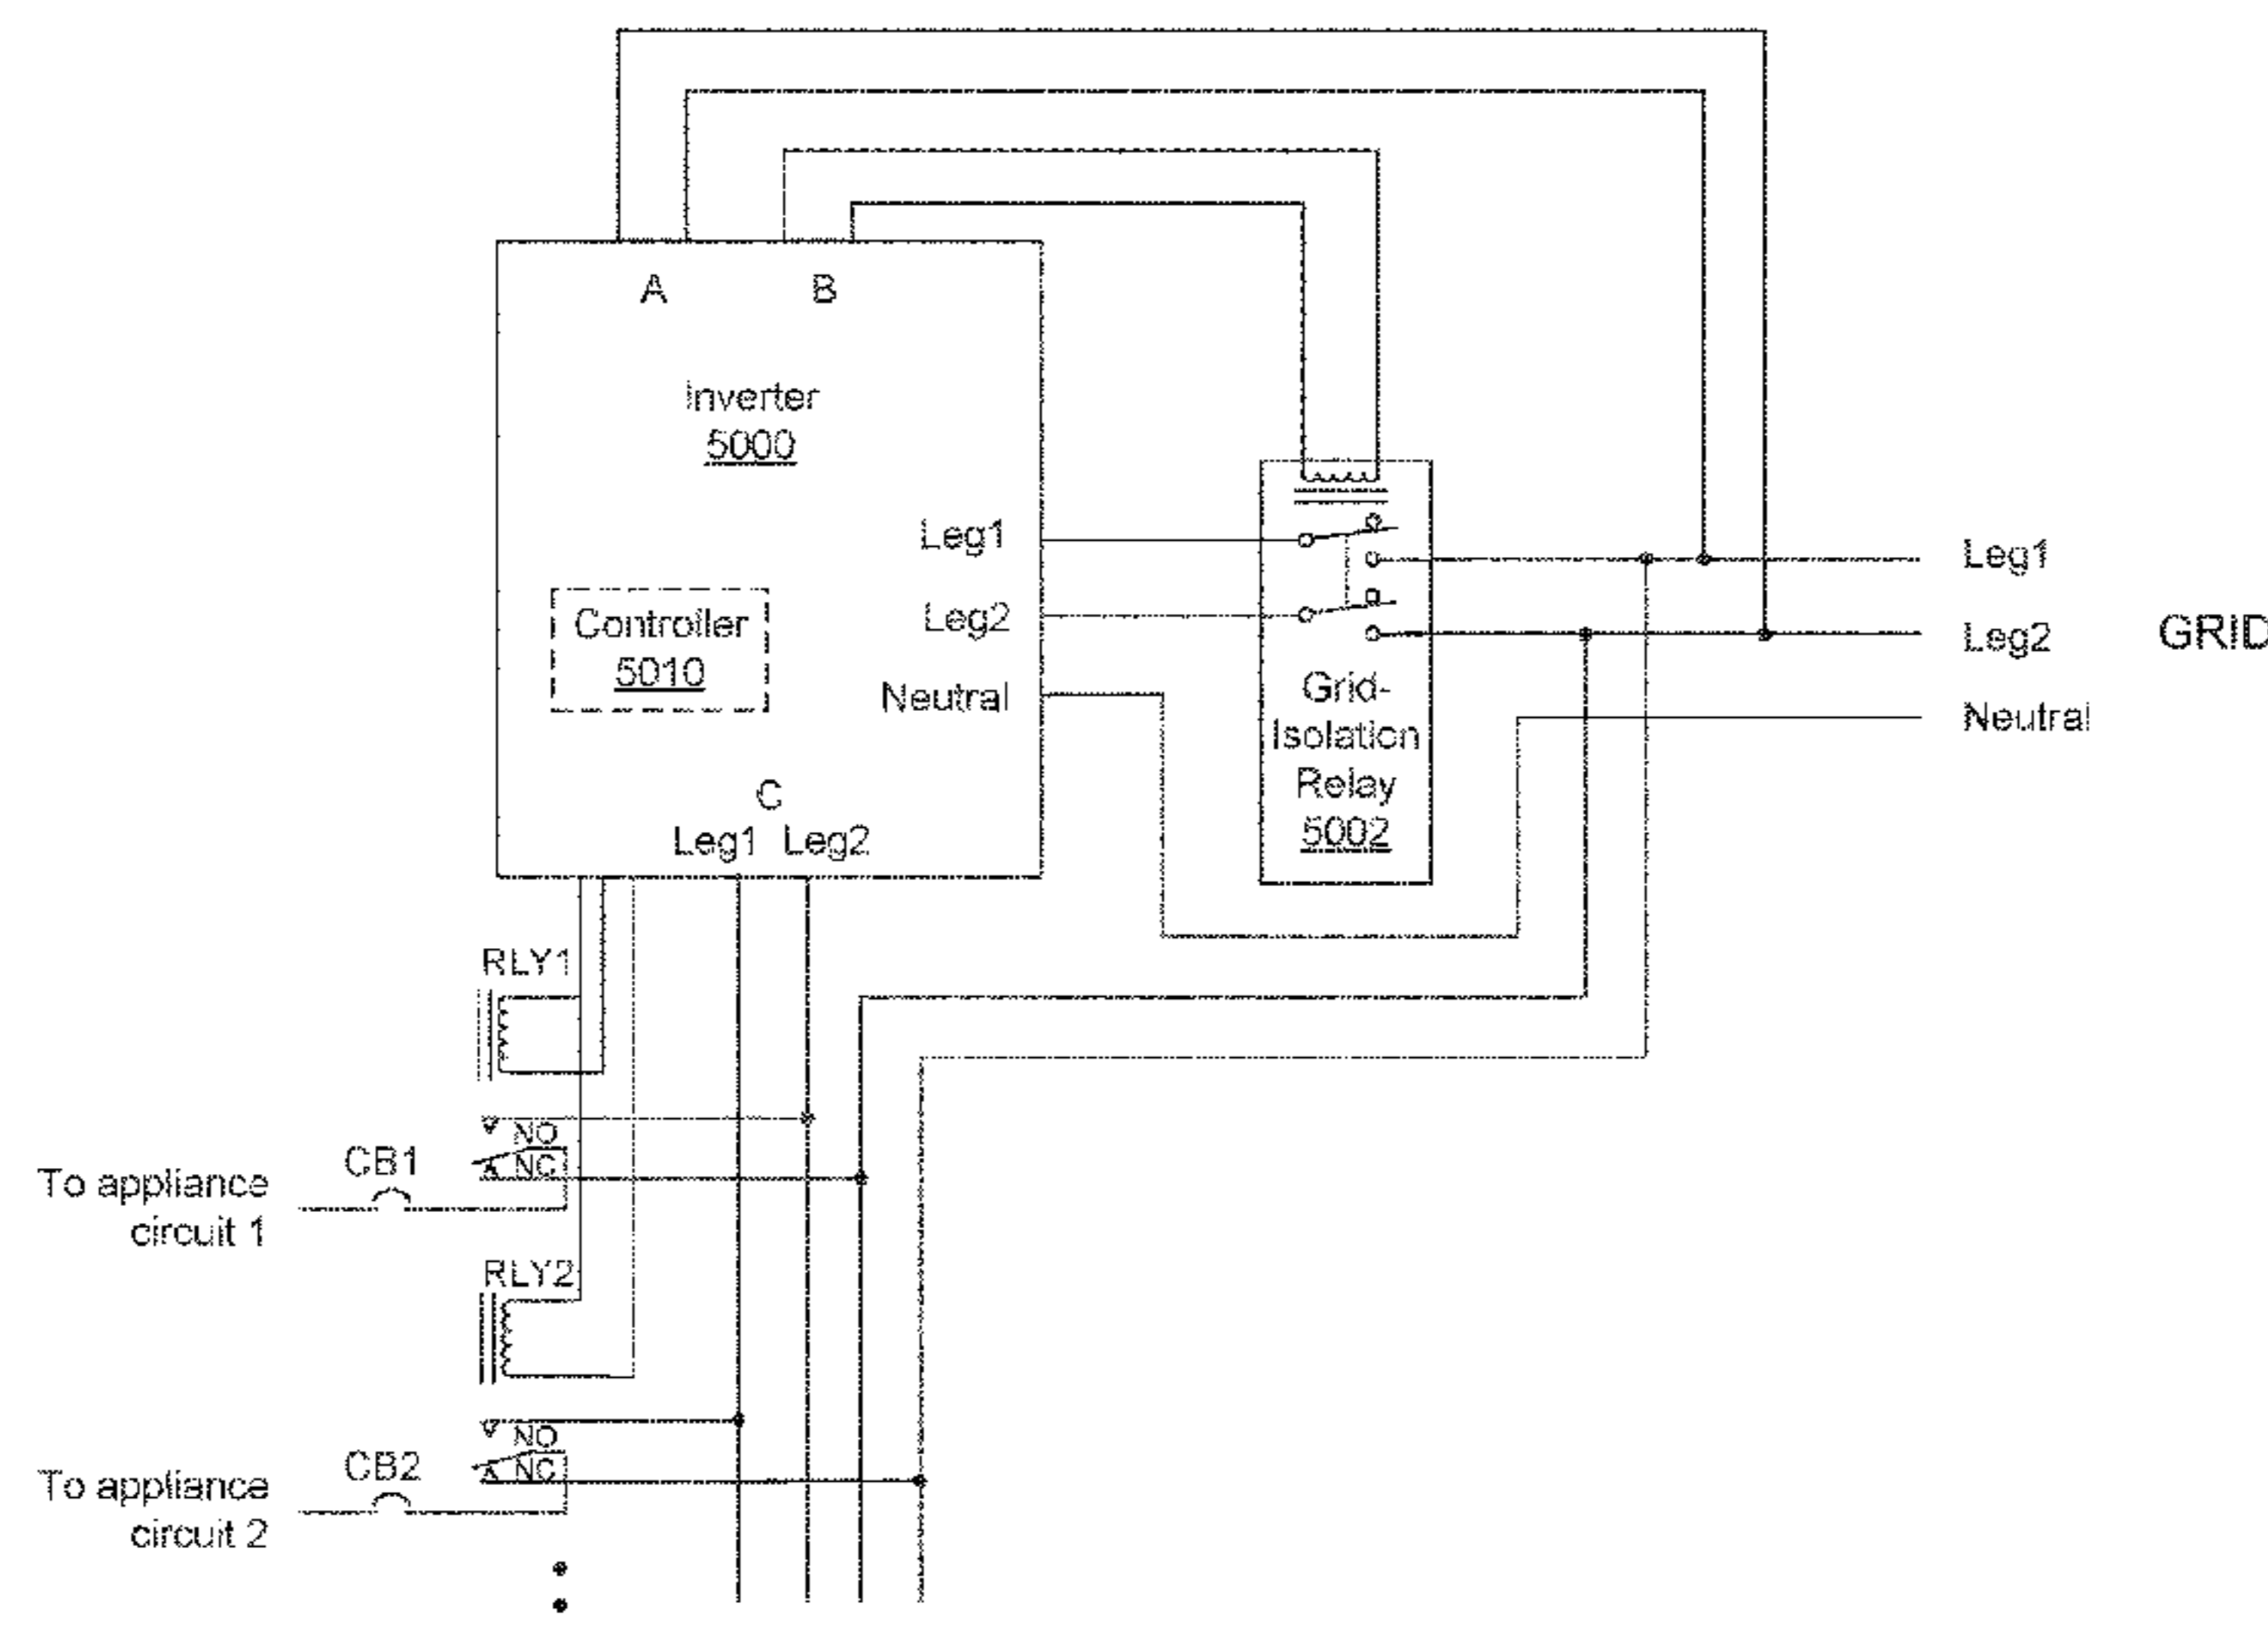 A
B
Inverter
5000
Leg1
Leg1
Controller
5010
Leg2
Leg2
GRID
Neutral
Grid-
Isolation
Relay
5002
Neutral
C
Leg1 Leg2
RLY1
NO
NC
CB1
To appliance
circuit 1
RLY2
NO
NC
CB2
To appliance
circuit 2